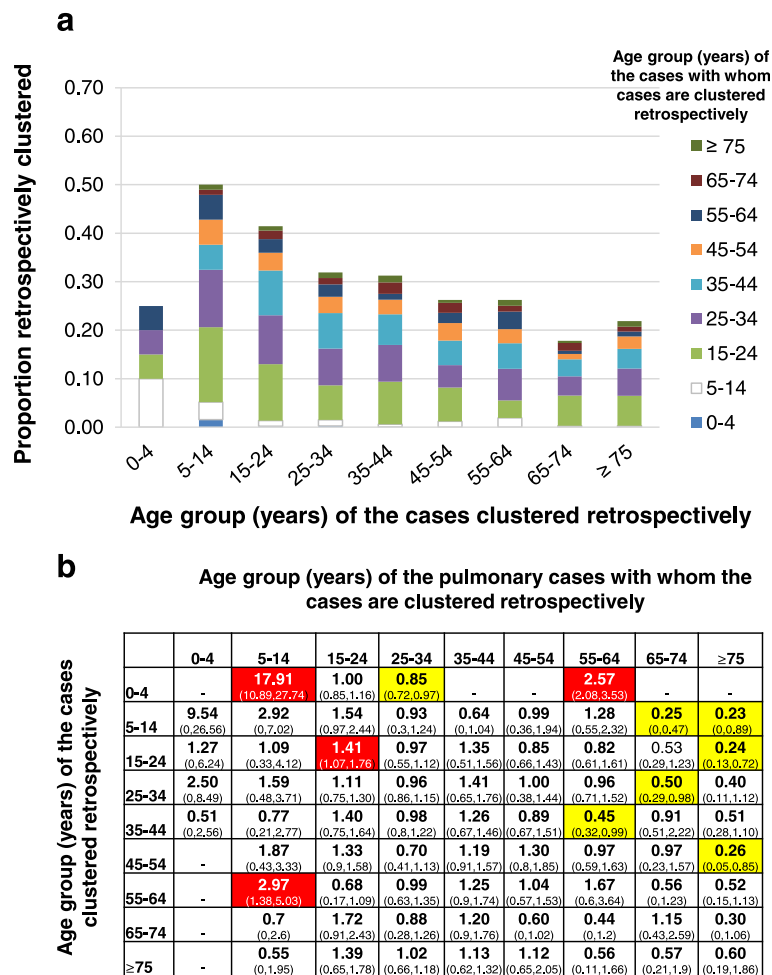 a
Age group (years) of
the cases with whom
cases are clustered
retrospectively
Proportion retrospectively clustered
0.70
0.60
0.50
0.40
0.30
0.20
0.10
0.00
≥ 75
65-74
55-64
45-54
35-44
25-34
15-24
5-14
0-4
0-4 5-14 15-24 25-34 35-44 45-54 55-64 65-74 ≥ 75
Age group (years) of the cases clustered retrospectively
b
Age group (years) of the pulmonary cases with whom the
cases are clustered retrospectively
Age group (years) of the cases
clustered retrospectively
0-4 5-14 15-24 25-34 35-44 45-54 55-64 65-74 ≥75
0-4 - 17.91 1.00 0.85 - - 2.57 - -
(10.89,27.74) (0.85,1.16) (0.72,0.97) (2.08,3.53)
5-14 9.54 2.92 1.54 0.93 0.64 0.99 1.28 0.25 0.23
(0,26,56) (0,7.02) (0.97,2.44) (0.3,1.24) (0,1.04) (0.36,1.94) (0.55,2.32) (0,0.47) (0,0.89)
15-24 1.27 1.09 1.41 0.97 1.35 0.85 0.82 0.53 0.24
(0,6,24) (0.33,4.12) (1.07,1.76) (0.55,1.12) (0.51,1.56) (0.66,1.43) (0.61,1.61) (0.29,1.23) (0.13,0.72)
25-34 2.50 1.59 1.11 0.96 1.41 1.00 0.96 0.50 0.40
(0,8,49) (0.48,3.71) (0.75,1.30) (0.86,1.15) (0.65,1.76) (0.38,1.44) (0.71,1.52) (0.29,0.98) (0.11,1.12)
35-44 0.51 0.77 1.40 0.98 1.26 0.89 0.45 0.91 0.51
(0,2,56) (0.21,2.77) (0.75,1.64) (0.8,1.22) (0.67,1.46) (0.67,1.51) (0.32,0.99) (0.51,2.22) (0.28,1.10)
45-54 - 1.87 1.33 0.70 1.19 1.30 0.97 0.97 0.26
(0.43,3.33) (0.9,1.58) (0.41,1.13) (0.91,1.57) (0.8,1.85) (0.59,1.63) (0.23,1.57) (0.05,0.85)
55-64 - 2.97 0.68 0.99 1.25 1.04 1.67 0.56 0.52
(1.38,5.03) (0.17,1.09) (0.63,1.35) (0.9,1.74) (0.57,1.53) (0.6,3.64) (0,1.23) (0.15,1.13)
65-74 - 0.7 1.72 0.88 1.20 0.60 0.44 1.15 0.30
(0,2.6) (0.91,2.43) (0.28,1.26) (0.9,1.76) (0,1.02) (0,1.2) (0.43,2.59) (0,1.06)
≥75 - 0.55 1.39 1.02 1.13 1.12 0.56 0.57 0.60
(0,1.95) (0.65,1.78) (0.66,1.18) (0.62,1.32) (0.65,2.05) (0.11,1.66) (0.21,1.9) (0.19,1.86)